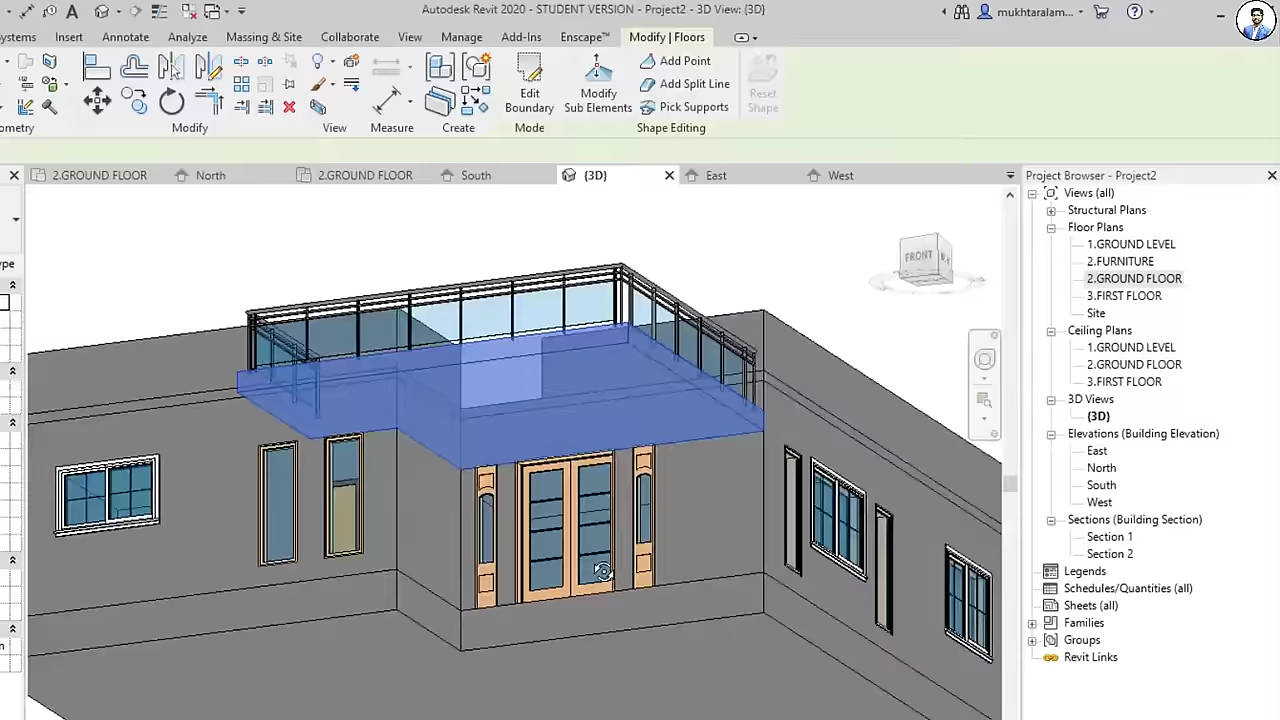 Autodesk Revit 2020 - STUDENT VERSION - Project2 - 3D View: {3D}
mukhtaralam...
Insert Annotate Analyze Massing & Site Collaborate View Manage Add-Ins Enscape™ Modify | Floors
Edit Boundary
Modify Sub Elements
Add Point
Add Split Line
Pick Supports
Reset Shape
Modify View Measure Create Mode Shape Editing
2.GROUND FLOOR North 2.GROUND FLOOR South {3D} East West
Project Browser - Project2
Views (all)
Structural Plans
Floor Plans
1.GROUND LEVEL
2.FURNITURE
2.GROUND FLOOR
3.FIRST FLOOR
Site
Ceiling Plans
1.GROUND LEVEL
2.GROUND FLOOR
3.FIRST FLOOR
3D Views
{3D}
Elevations (Building Elevation)
East
North
South
West
Sections (Building Section)
Section 1
Section 2
Legends
Schedules/Quantities (all)
Sheets (all)
Families
Groups
Revit Links
FRONT